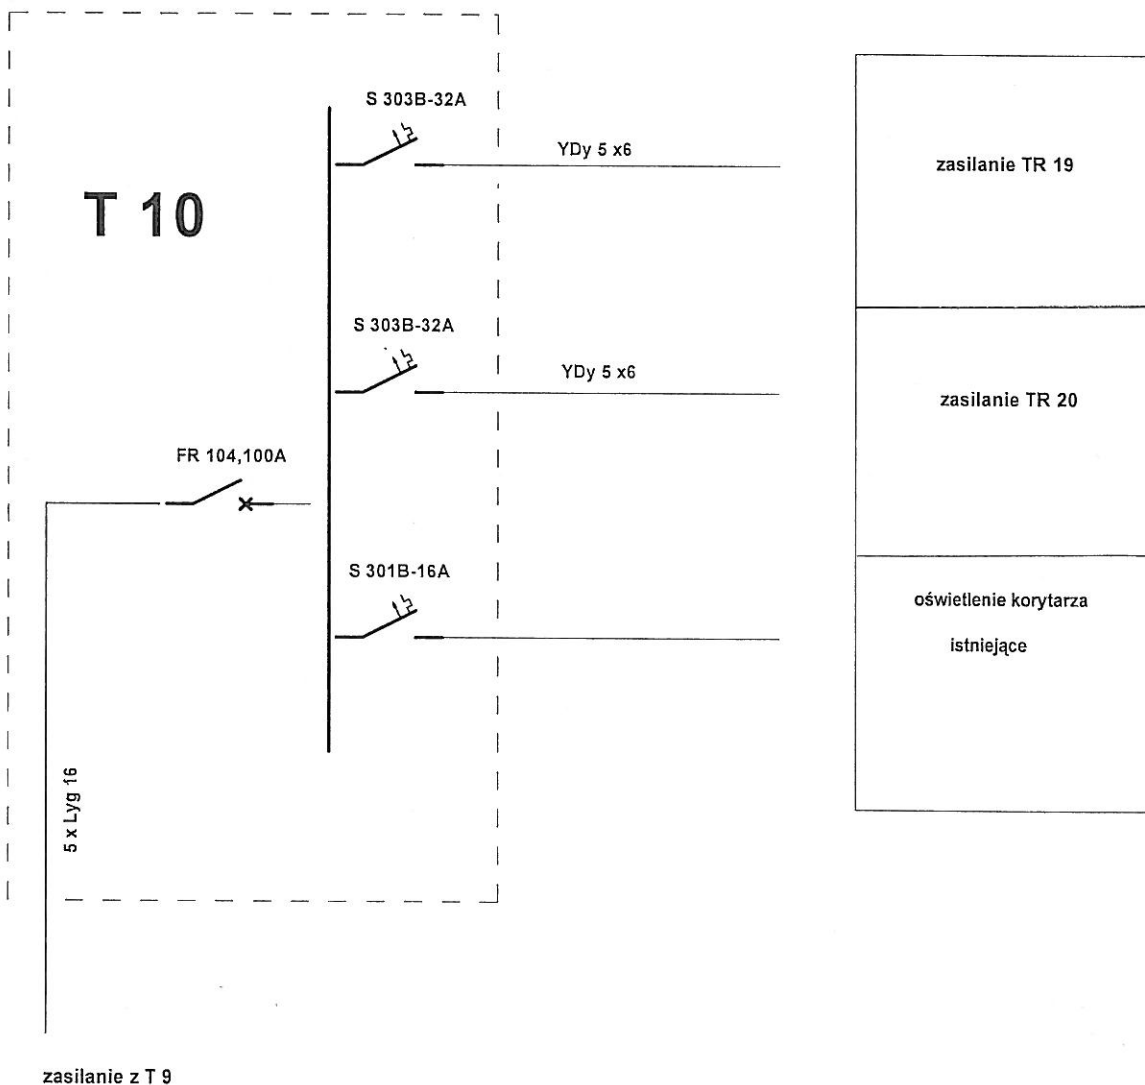 T 10
S 303B-32A
YDy 5 x6
zasilanie TR 19
S 303B-32A
YDy 5 x6
zasilanie TR 20
FR 104,100A
S 301B-16A
oświetlenie korytarza
istniejące
5 x Lyg 16
zasilanie z T 9